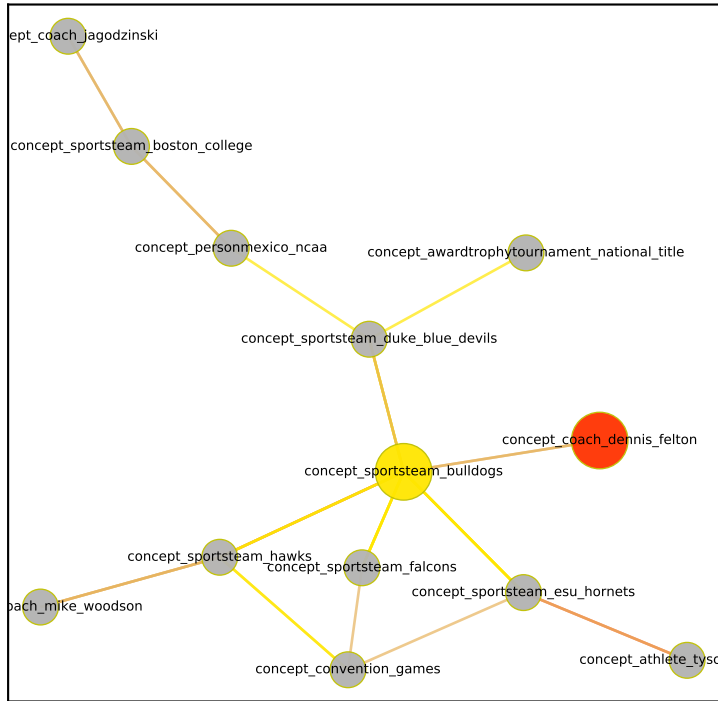 ept_coach_jagodzinski
concept_sportsteam_boston_college
concept_personmexico_ncaa
concept_awardtrophytournament_national_title
concept_sportsteam_duke_blue_devils
concept_coach_dennis_felton
concept_sportsteam_bulldogs
concept_sportsteam_hawks
concept_sportsteam_falcons
concept_sportsteam_esu_hornets
oach_mike_woodson
concept_athlete_tyso
concept_convention_games